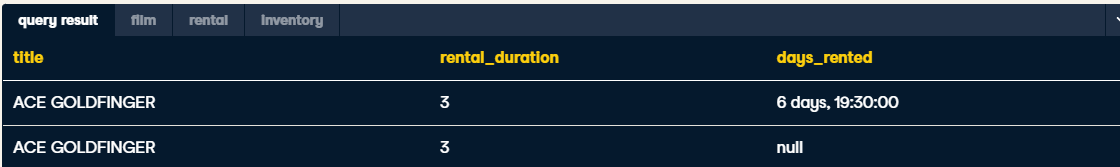 query result film rental inventory
title rental_duration days_rented
ACE GOLDFINGER 3 6 days, 19:30:00
ACE GOLDFINGER 3 null